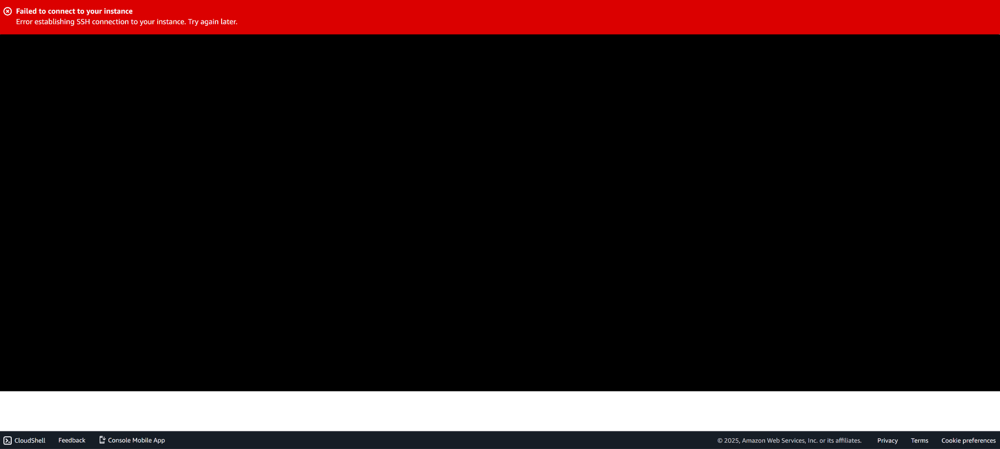 Failed to connect to your instance
Error establishing SSH connection to your instance. Try again later.
CloudShell Feedback Console Mobile App © 2025, Amazon Web Services, Inc. or its affiliates. Privacy Terms Cookie preferences